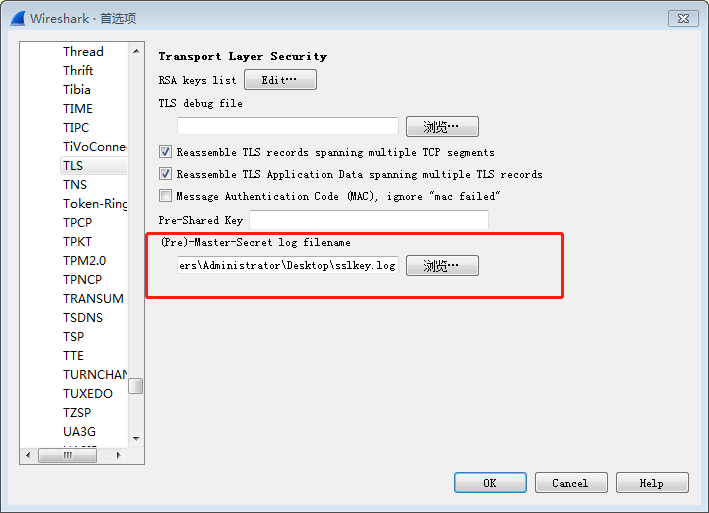 Wireshark · 首选项
Thread
Thrift
Tibia
TIME
TIPC
TiVoConne
TLS
TNS
Token-Ring
TPCP
TPKT
TPM2.0
TPNCP
TRANSUM
TSDNS
TSP
TTE
TURNCHAN
TUXEDO
TZSP
UA3G
Transport Layer Security
RSA keys list Edit…
TLS debug file
浏览…
Reassemble TLS records spanning multiple TCP segments
Reassemble TLS Application Data spanning multiple TLS records
Message Authentication Code (MAC), ignore "mac failed"
Pre-Shared Key
(Pre)-Master-Secret log filename
ers\Administrator\Desktop\sslkey.log 浏览…
OK Cancel Help